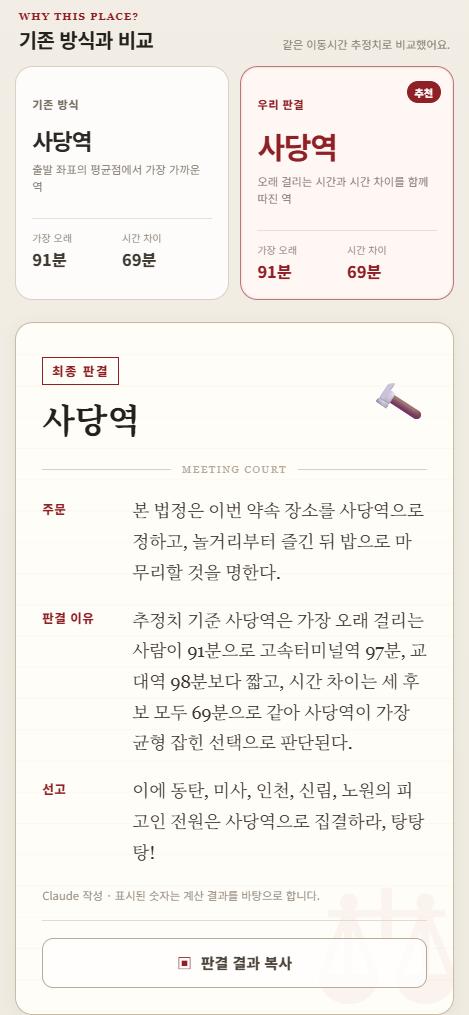 WHY THIS PLACE?
기존 방식과 비교
같은 이동시간 추정치로 비교했어요.
기존 방식
사당역
출발 좌표의 평균점에서 가장 가까운
역
가장 오래
시간 차이
91분
69분
추천
우리 판결
사당역
오래 걸리는 시간과 시간 차이를 함께
따진 역
가장 오래
시간 차이
91분
69분
최종 판결
사당역
MEETING COURT
주문
본 법정은 이번 약속 장소를 사당역으로
정하고, 놀거리부터 즐긴 뒤 밥으로 마
무리할 것을 명한다.
판결 이유
추정치 기준 사당역은 가장 오래 걸리는
사람이 91분으로 고속터미널역 97분, 교
대역 98분보다 짧고, 시간 차이는 세 후
보 모두 69분으로 같아 사당역이 가장
균형 잡힌 선택으로 판단된다.
선고
이에 동탄, 미사, 인천, 신림, 노원의 피
고인 전원은 사당역으로 집결하라, 탕탕
탕!
Claude 작성 · 표시된 숫자는 계산 결과를 바탕으로 합니다.
판결 결과 복사